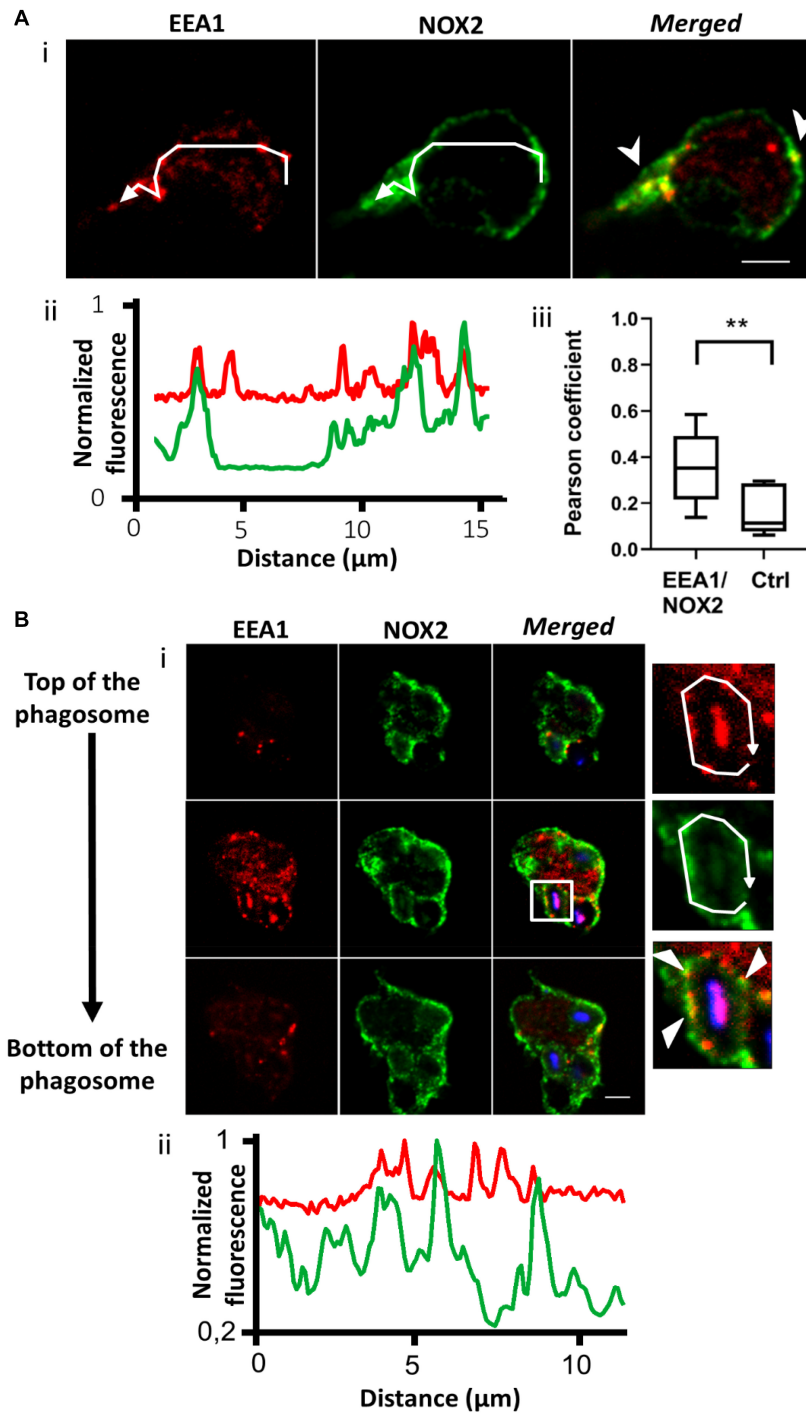 A
EEA1 NOX2 Merged
i
ii
1
0
Normalized
fluorescence
0 5 10 15
Distance (μm)
iii
**
1.0
0.8
0.6
0.4
0.2
0.0
Pearson coefficient
EEA1/
NOX2
Ctrl
B
EEA1 NOX2 Merged
i
Top of the
phagosome
Bottom of the
phagosome
ii
1
0,2
Normalized
fluorescence
0 5 10
Distance (μm)